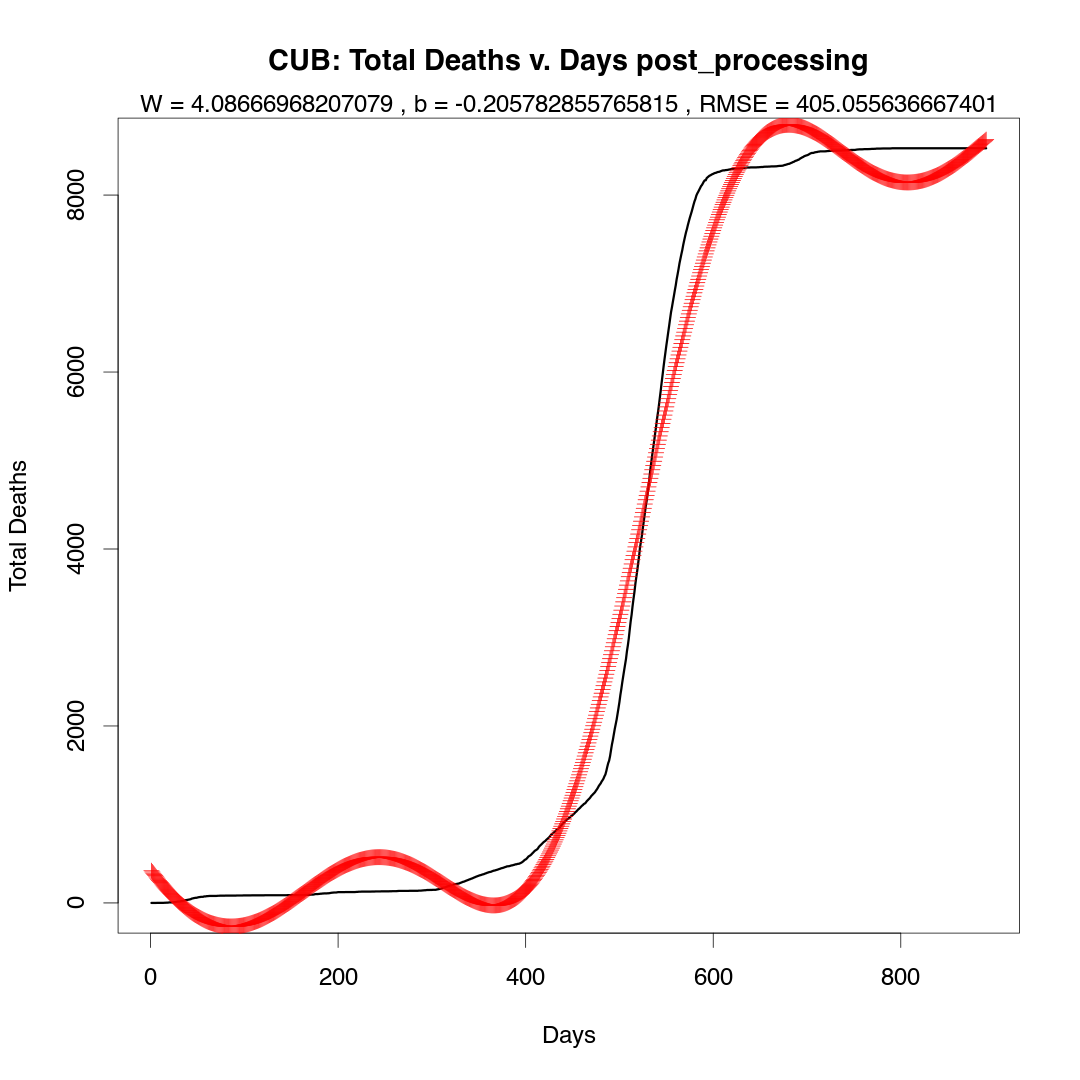 CUB: Total Deaths v. Days post_processing
W = 4.08666968207079 , b = -0.205782855765815 , RMSE = 405.055636667401
Total Deaths
8000
6000
4000
2000
0
0 200 400 600 800
Days